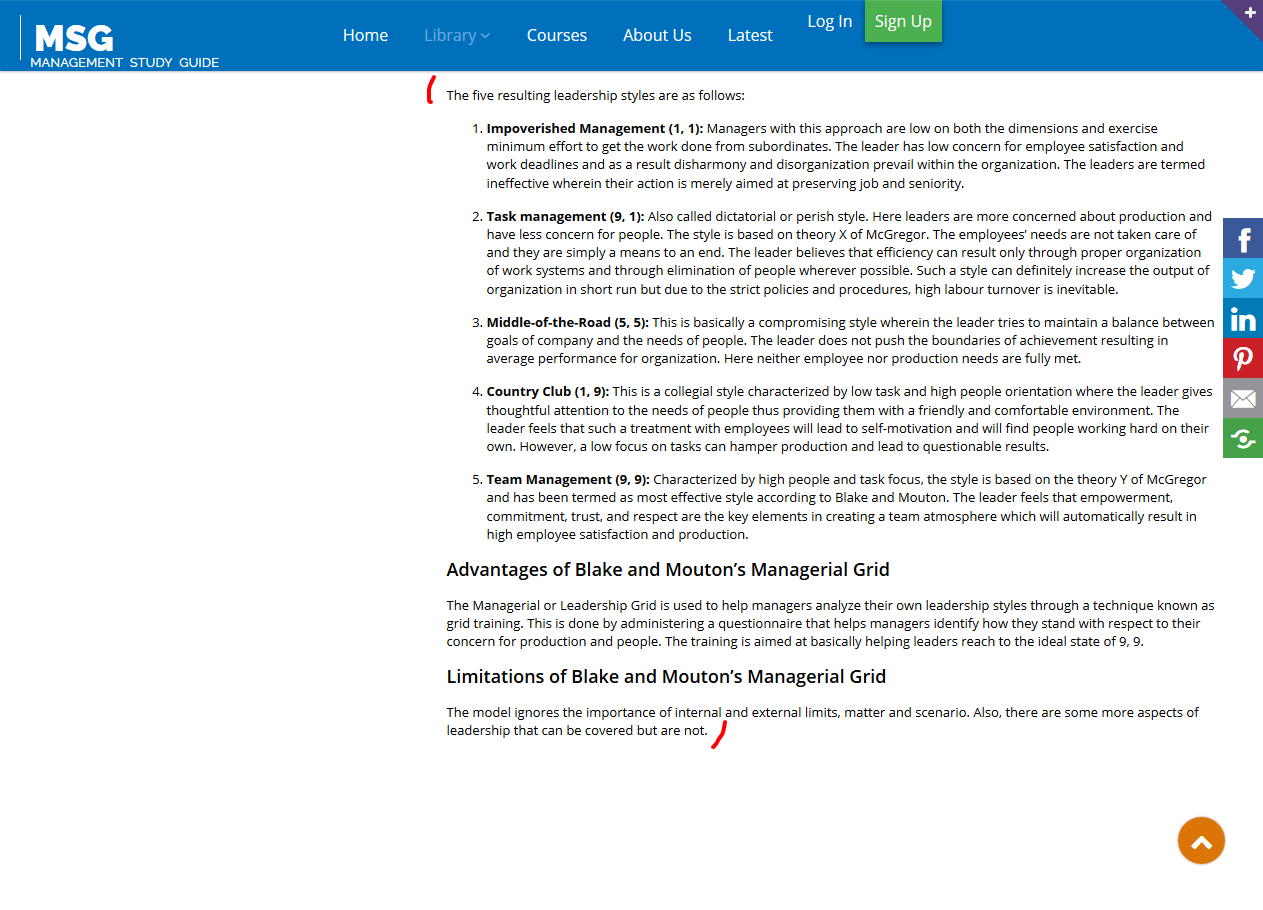 MSG
MANAGEMENT STUDY GUIDE
Home
Library
Courses
About Us
Latest
Log In
Sign Up
The five resulting leadership styles are as follows:
1. Impoverished Management (1, 1): Managers with this approach are low on both the dimensions and exercise
minimum effort to get the work done from subordinates. The leader has low concern for employee satisfaction and
work deadlines and as a result disharmony and disorganization prevail within the organization. The leaders are termed
ineffective wherein their action is merely aimed at preserving job and seniority.
2. Task management (9, 1): Also called dictatorial or perish style. Here leaders are more concerned about production and
have less concern for people. The style is based on theory X of McGregor. The employees’ needs are not taken care of
and they are simply a means to an end. The leader believes that efficiency can result only through proper organization
of work systems and through elimination of people wherever possible. Such a style can definitely increase the output of
organization in short run but due to the strict policies and procedures, high labour turnover is inevitable.
3. Middle-of-the-Road (5, 5): This is basically a compromising style wherein the leader tries to maintain a balance between
goals of company and the needs of people. The leader does not push the boundaries of achievement resulting in
average performance for organization. Here neither employee nor production needs are fully met.
4. Country Club (1, 9): This is a collegial style characterized by low task and high people orientation where the leader gives
thoughtful attention to the needs of people thus providing them with a friendly and comfortable environment. The
leader feels that such a treatment with employees will lead to self-motivation and will find people working hard on their
own. However, a low focus on tasks can hamper production and lead to questionable results.
5. Team Management (9, 9): Characterized by high people and task focus, the style is based on the theory Y of McGregor
and has been termed as most effective style according to Blake and Mouton. The leader feels that empowerment,
commitment, trust, and respect are the key elements in creating a team atmosphere which will automatically result in
high employee satisfaction and production.
Advantages of Blake and Mouton’s Managerial Grid
The Managerial or Leadership Grid is used to help managers analyze their own leadership styles through a technique known as
grid training. This is done by administering a questionnaire that helps managers identify how they stand with respect to their
concern for production and people. The training is aimed at basically helping leaders reach to the ideal state of 9, 9.
Limitations of Blake and Mouton’s Managerial Grid
The model ignores the importance of internal and external limits, matter and scenario. Also, there are some more aspects of
leadership that can be covered but are not.